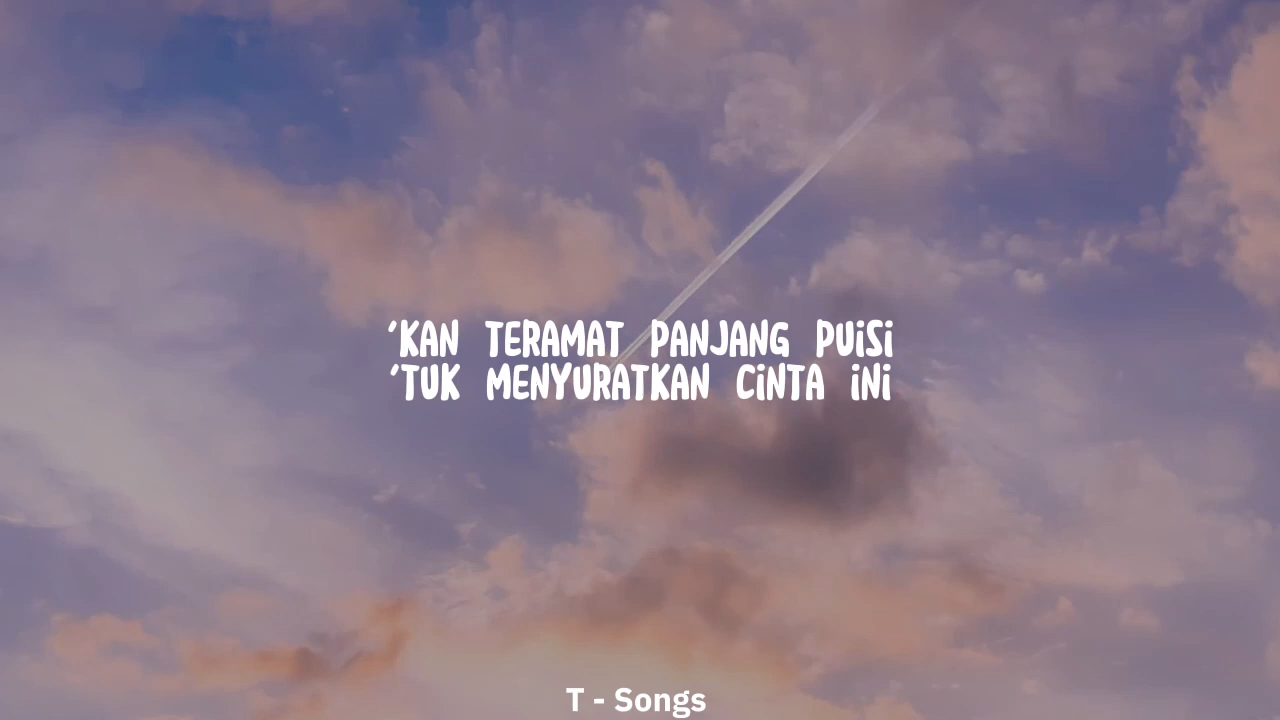 'KAN TERAMAT PANJANG PUiSi
'TUK MENYURATKAN CiNTA iNi
T - Songs